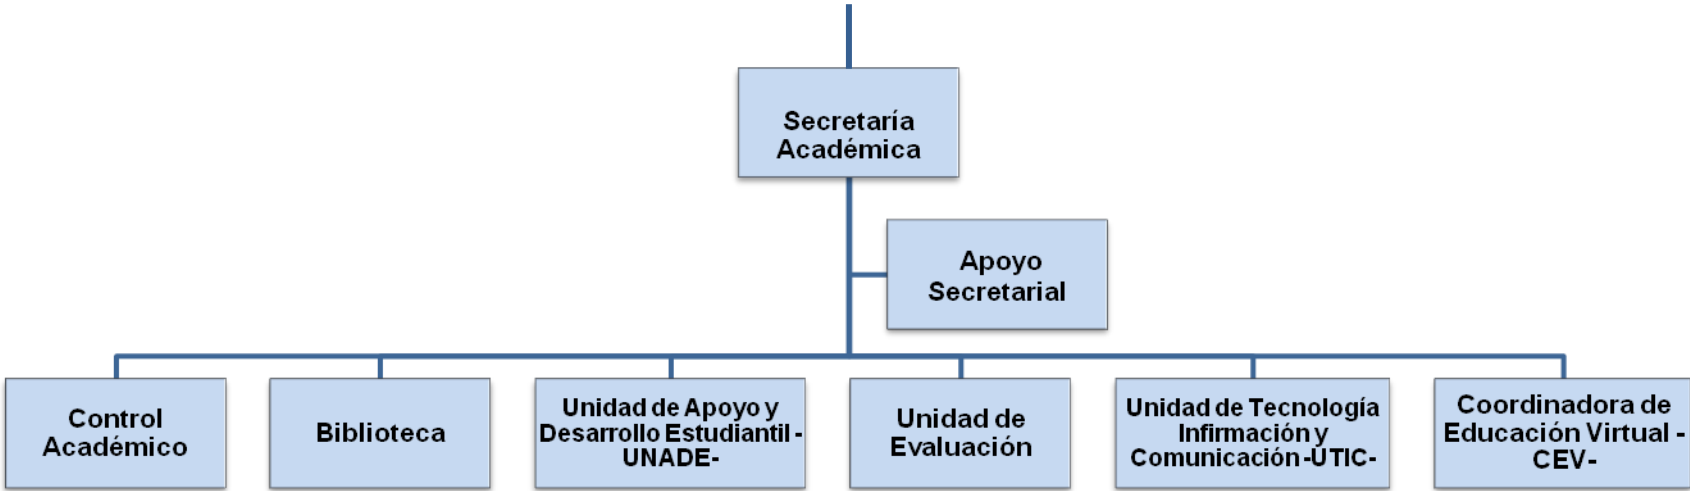 Secretaría
Académica
Apoyo
Secretarial
Control
Académico
Biblioteca
Unidad de Apoyo y
Desarrollo Estudiantil -
UNADE-
Unidad de
Evaluación
Unidad de Tecnología
Infirmación y
Comunicación -UTIC-
Coordinadora de
Educación Virtual -
CEV-